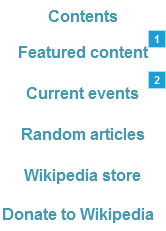 Contents
1
Featured content
2
Current events
Random articles
Wikipedia store
Donate to Wikipedia